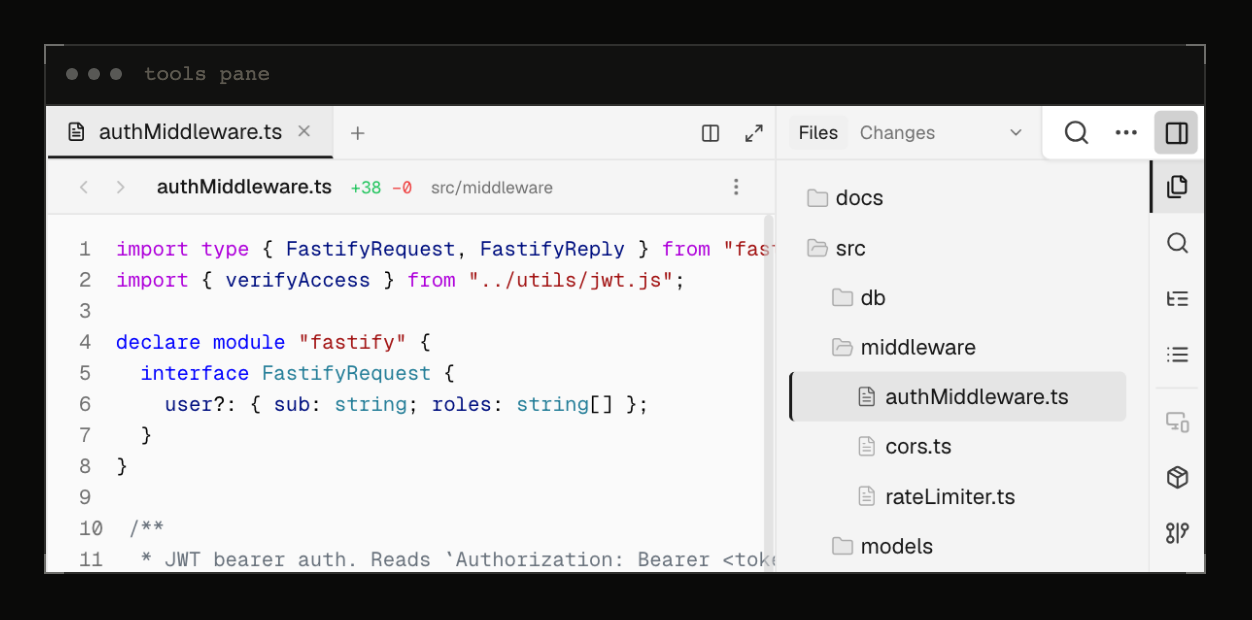 tools pane
authMiddleware.ts
Files Changes
authMiddleware.ts +38 -0 src/middleware
1 import type { FastifyRequest, FastifyReply } from "fast
2 import { verifyAccess } from "../utils/jwt.js";
3
4 declare module "fastify" {
5   interface FastifyRequest {
6     user?: { sub: string; roles: string[] };
7   }
8 }
9
10 /**
11  * JWT bearer auth. Reads `Authorization: Bearer <toke
docs
src
db
middleware
authMiddleware.ts
cors.ts
rateLimiter.ts
models